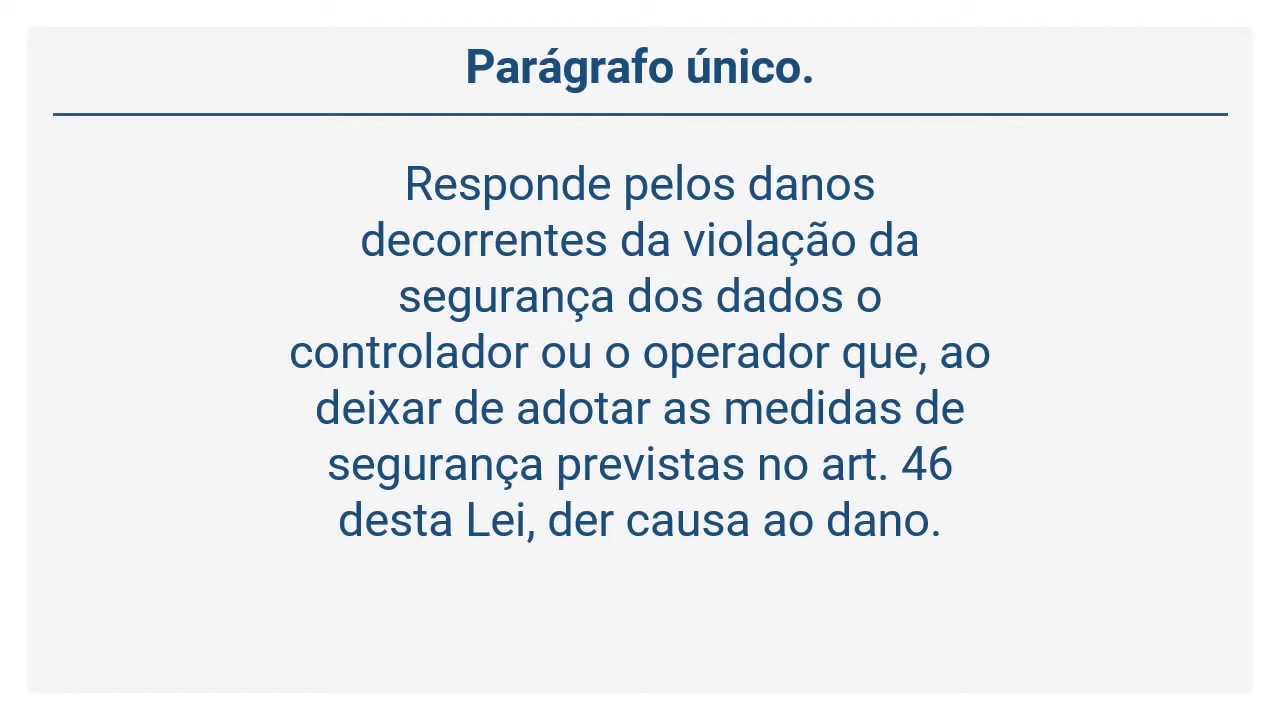 Parágrafo único.
Responde pelos danos
decorrentes da violação da
segurança dos dados o
controlador ou o operador que, ao
deixar de adotar as medidas de
segurança previstas no art. 46
desta Lei, der causa ao dano.